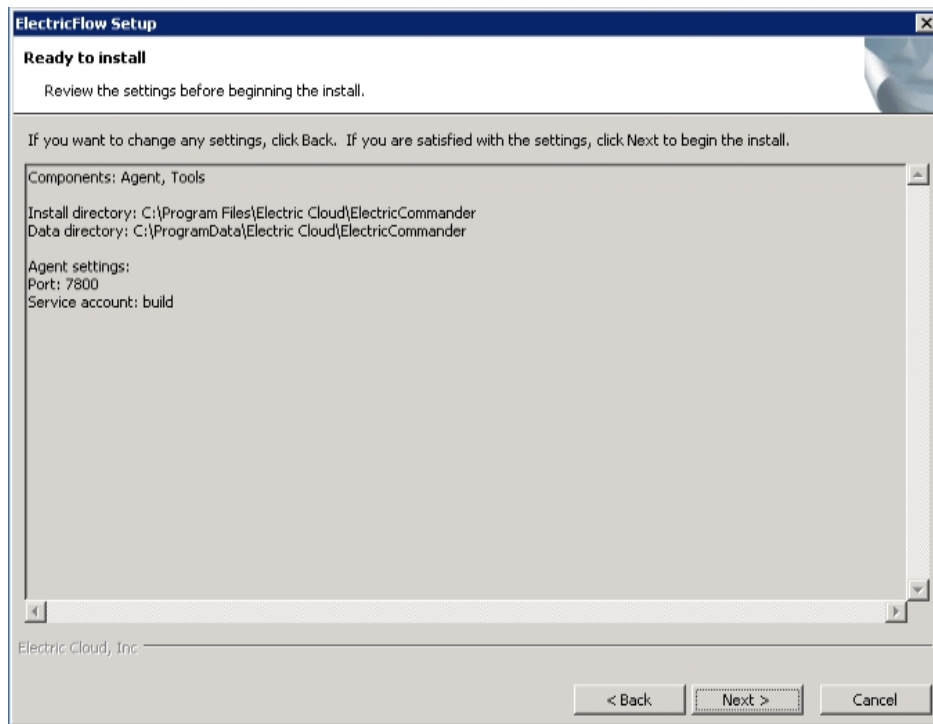 ElectricFlow Setup
Ready to install
Review the settings before beginning the install.
If you want to change any settings, click Back.  If you are satisfied with the settings, click Next to begin the install.
Components: Agent, Tools
Install directory: C:\Program Files\Electric Cloud\ElectricCommander
Data directory: C:\ProgramData\Electric Cloud\ElectricCommander
Agent settings:
Port: 7800
Service account: build
Electric Cloud, Inc
< Back
Next >
Cancel